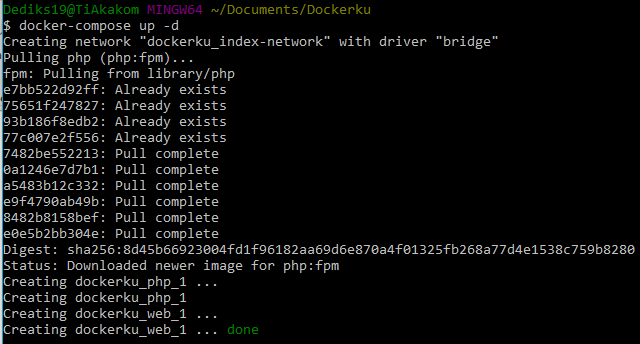 Dediks19@TiAkakom MINGW64 ~/Documents/Dockerku
$ docker-compose up -d
Creating network "dockerku_index-network" with driver "bridge"
Pulling php (php:fpm)...
fpm: Pulling from library/php
e7bb522d92ff: Already exists
75651f247827: Already exists
93b186f8edb2: Already exists
77c007e2f556: Already exists
7482be552213: Pull complete
0a1246e7d7b1: Pull complete
a5483b12c332: Pull complete
e9f4790ab49b: Pull complete
8482b8158bef: Pull complete
e0e5b2bb304e: Pull complete
Digest: sha256:8d45b66923004fd1f96182aa69d6e870a4f01325fb268a77d4e1538c759b8280
Status: Downloaded newer image for php:fpm
Creating dockerku_php_1 ...
Creating dockerku_php_1
Creating dockerku_web_1 ...
Creating dockerku_web_1 ... done